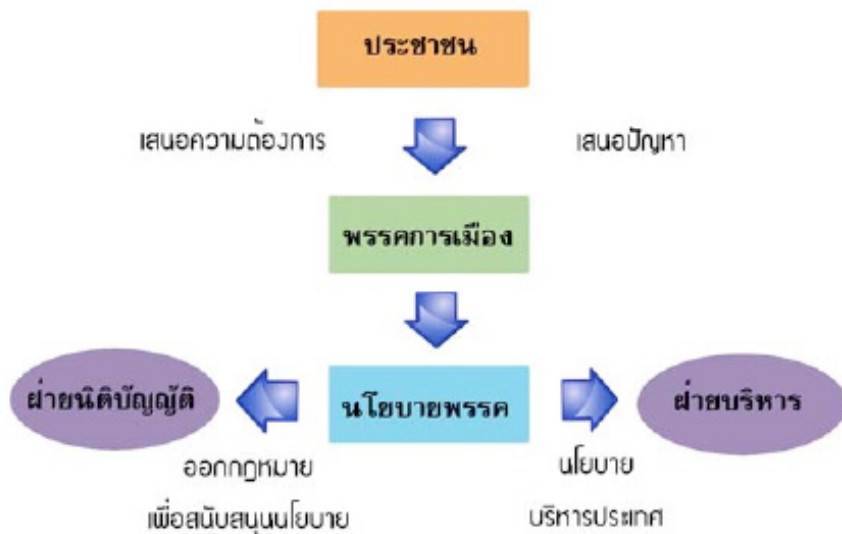 ประชาชน
เสนอความต้องการ
เสนอปัญหา
พรรคการเมือง
ฝ่ายนิติบัญญัติ
นโยบายพรรค
ฝ่ายบริหาร
ออกกฎหมาย
เพื่อสนับสนุนนโยบาย
นโยบาย
บริหารประเทศ